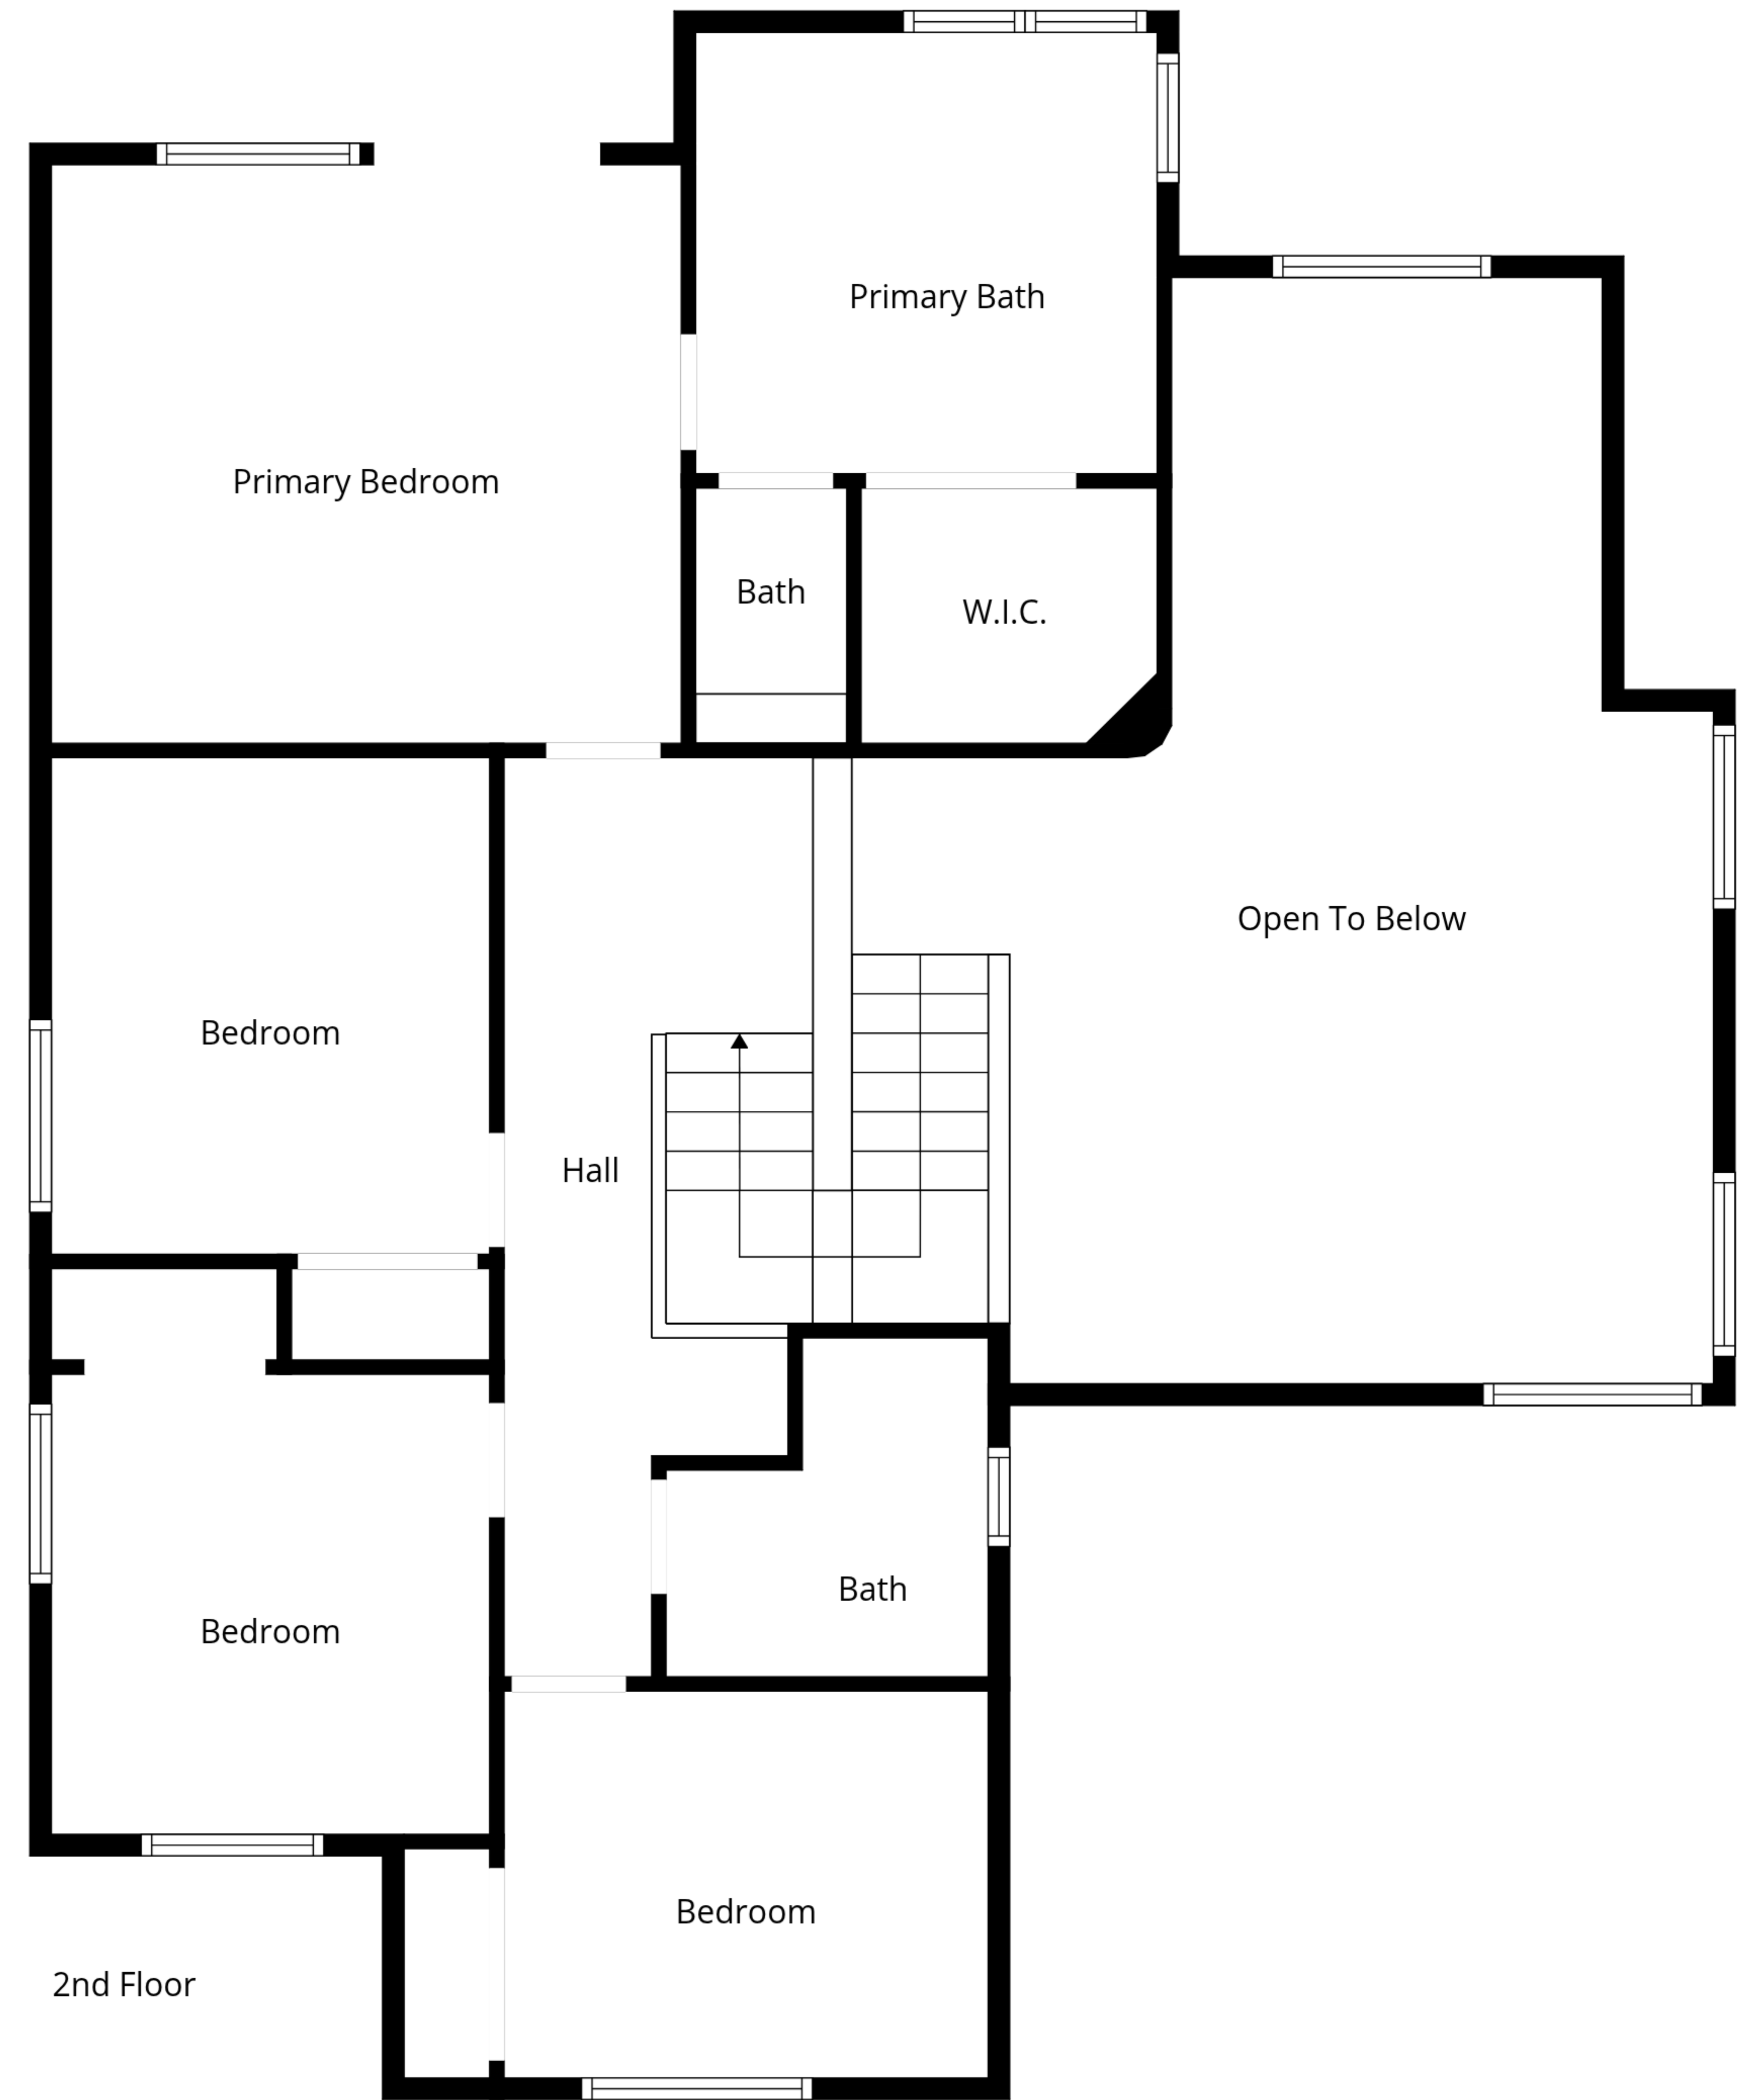 Primary Bath
Primary Bedroom
Bath
W.I.C.
Open To Below
Bedroom
Hall
Bath
Bedroom
Bedroom
2nd Floor